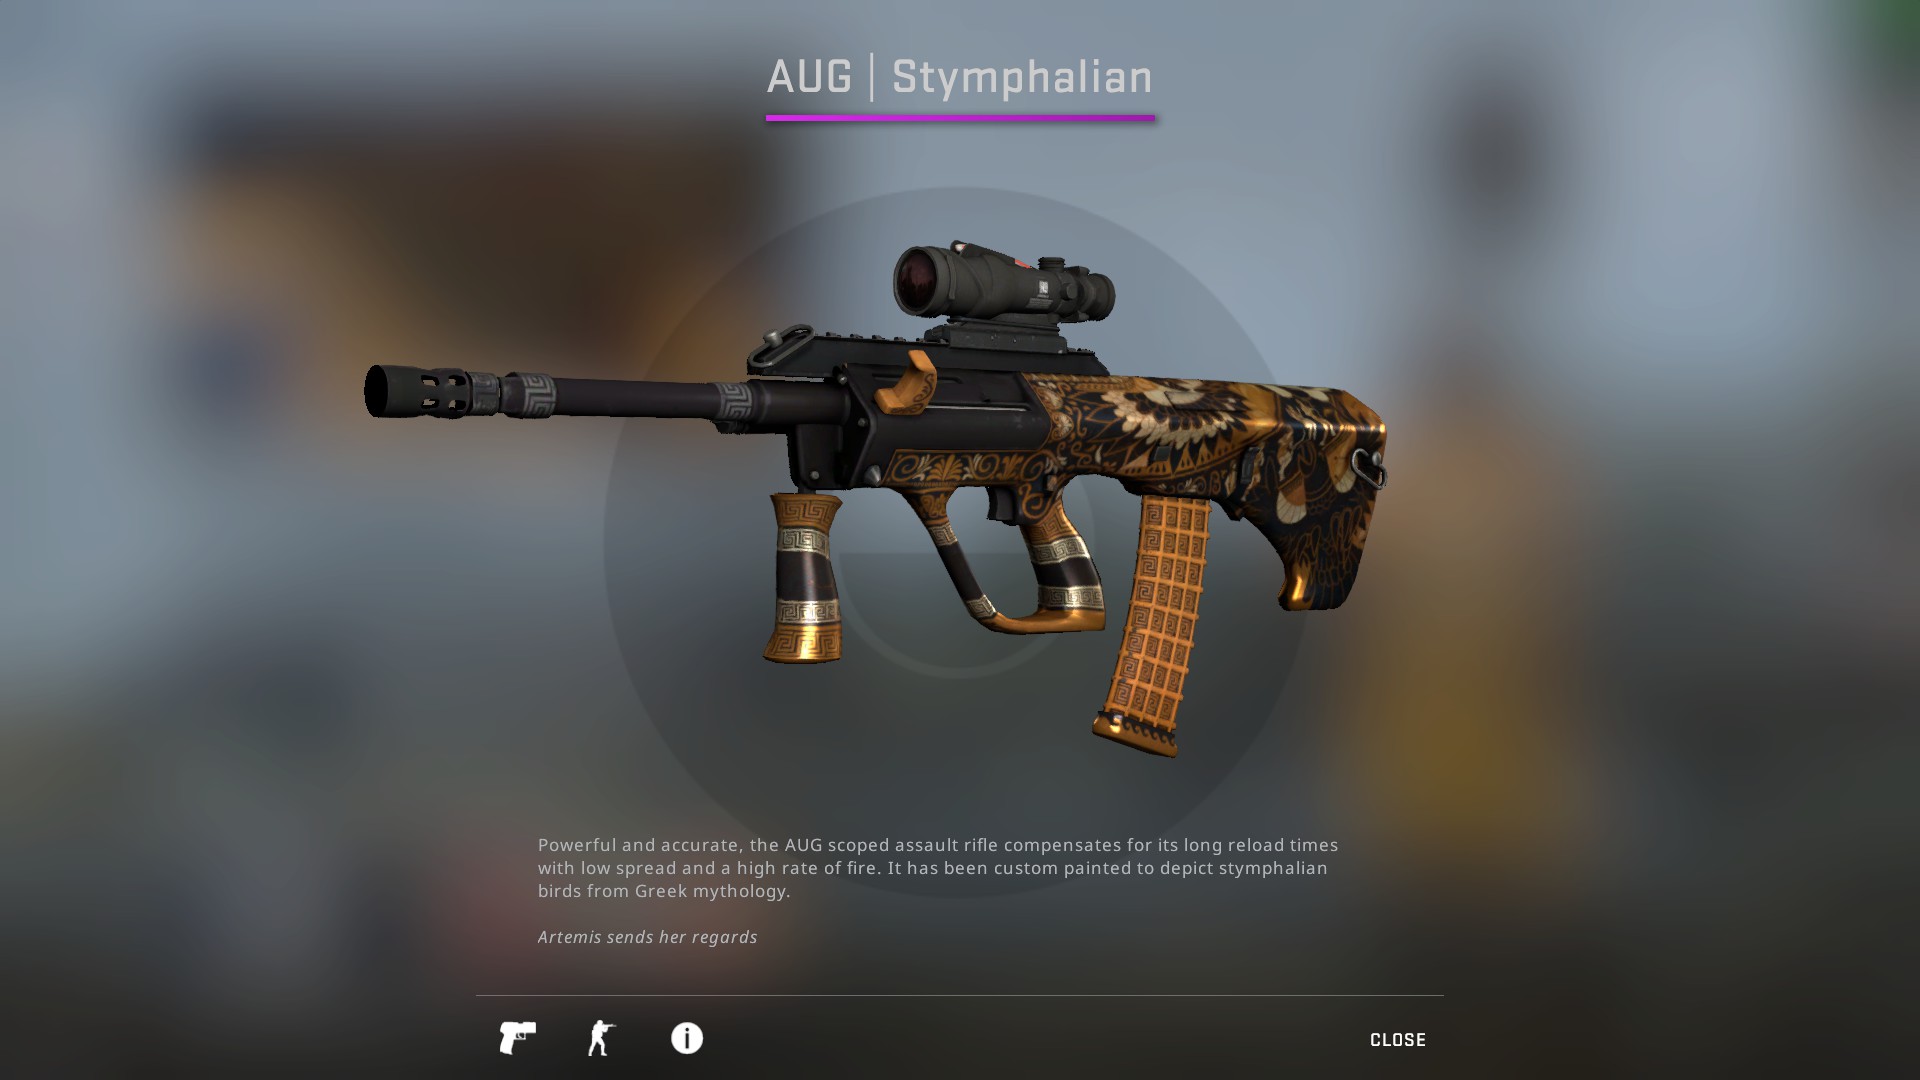 AUG | Stymphalian
Powerful and accurate, the AUG scoped assault rifle compensates for its long reload times
with low spread and a high rate of fire. It has been custom painted to depict stymphalian
birds from Greek mythology.
Artemis sends her regards
CLOSE